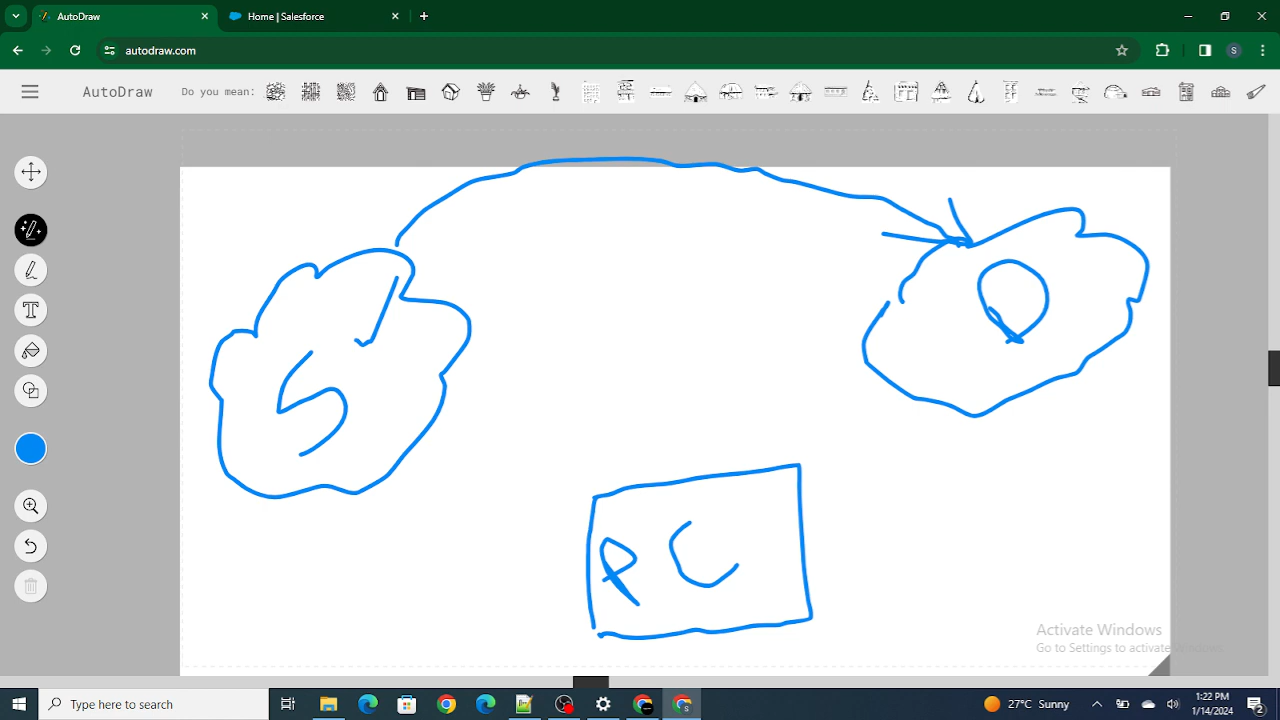 AutoDraw
Home | Salesforce
autodraw.com
S
AutoDraw
Do you mean:
S
P C
Activate Windows
Go to Settings to activate Windows.
Type here to search
27°C Sunny
1:22 PM
1/14/2024
2